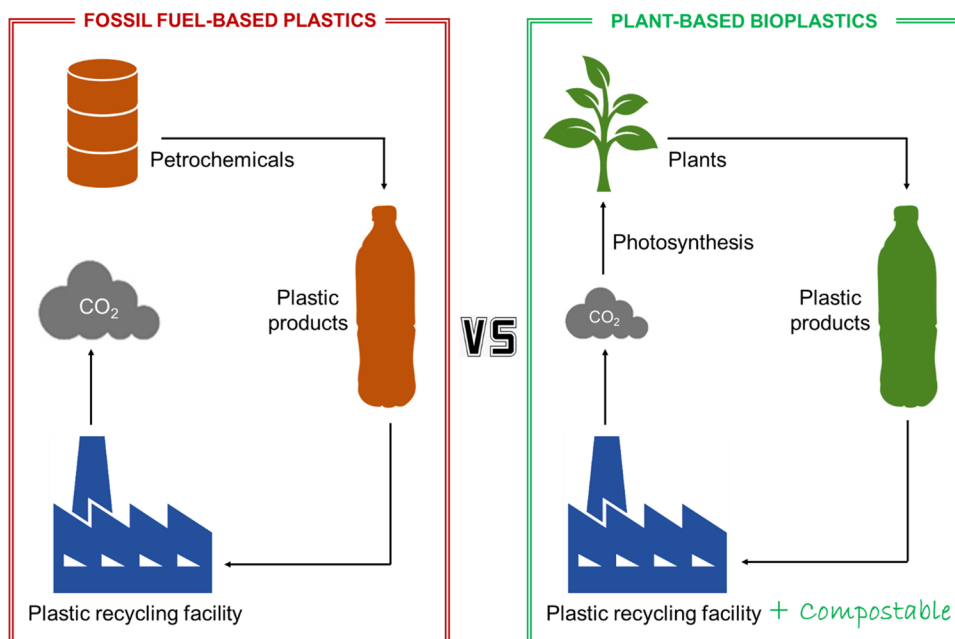 FOSSIL FUEL-BASED PLASTICS
Petrochemicals
CO₂
Plastic
products
Plastic recycling facility
VS
PLANT-BASED BIOPLASTICS
Plants
Photosynthesis
CO₂
Plastic
products
Plastic recycling facility + Compostable